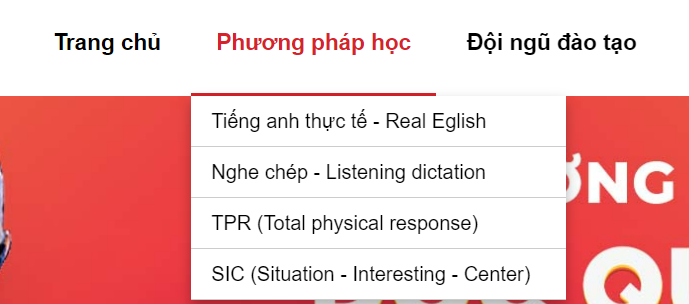 Trang chủ Phương pháp học Đội ngũ đào tạo
Tiếng anh thực tế - Real Eglish
Nghe chép - Listening dictation
TPR (Total physical response)
SIC (Situation - Interesting - Center)